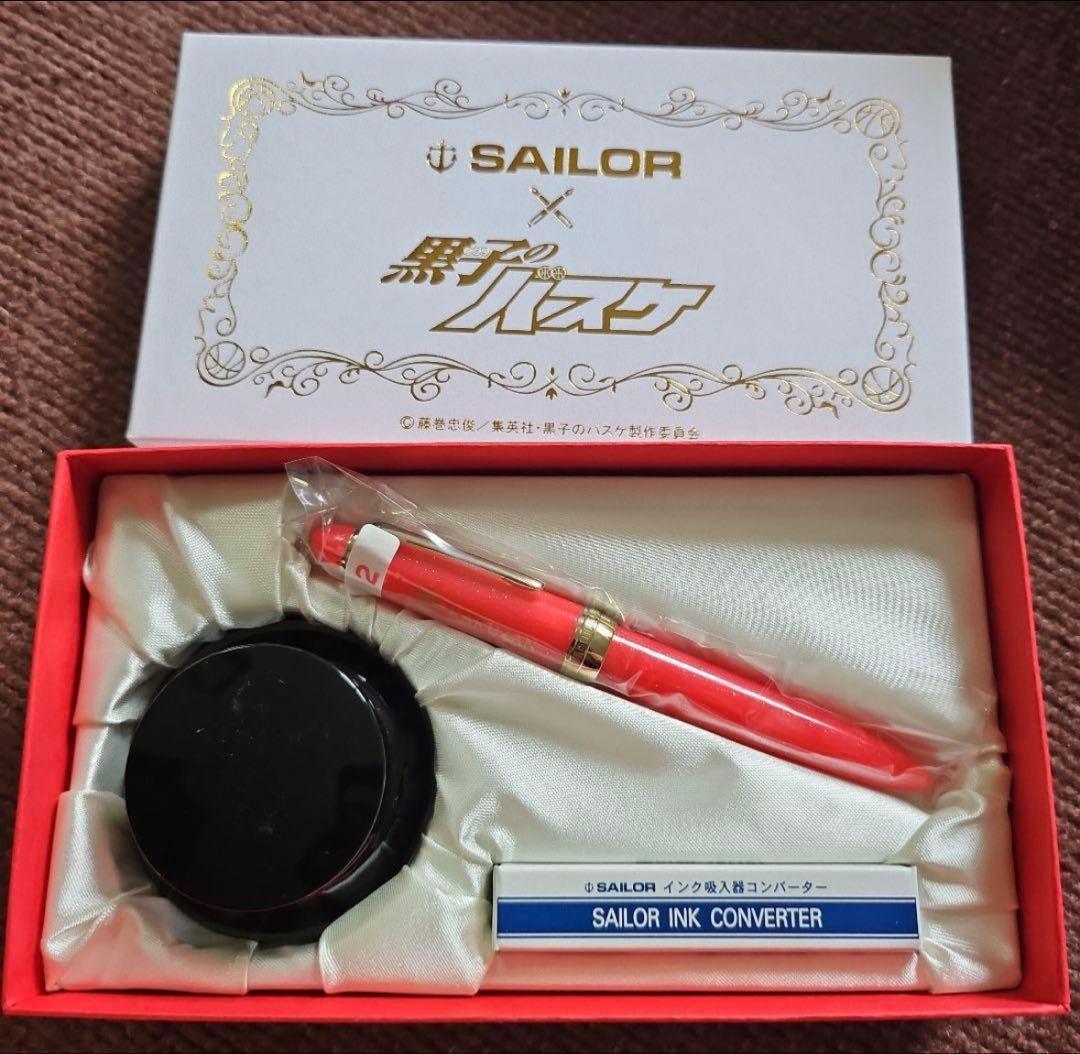 SAILOR
×
黒子の
バスケ
© 藤巻忠俊／集英社・黒子のバスケ製作委員会
2
SAILOR インク吸入器コンバーター
SAILOR INK CONVERTER